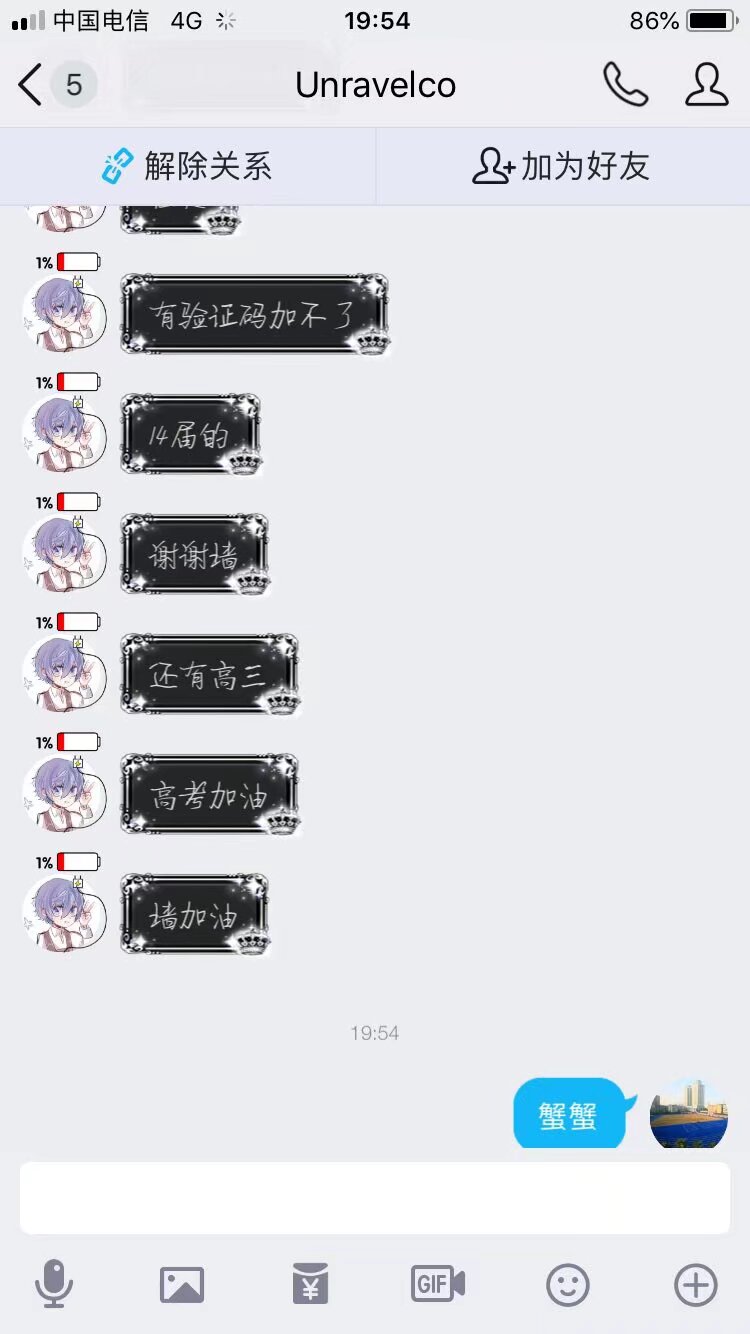 中国电信 4G 19:54 86%
5 Unravelco
解除关系 加为好友
1%
有验证码加不了
1%
14届的
1%
谢谢墙
1%
还有高三
1%
高考加油
1%
墙加油
19:54
蟹蟹
¥ GIF